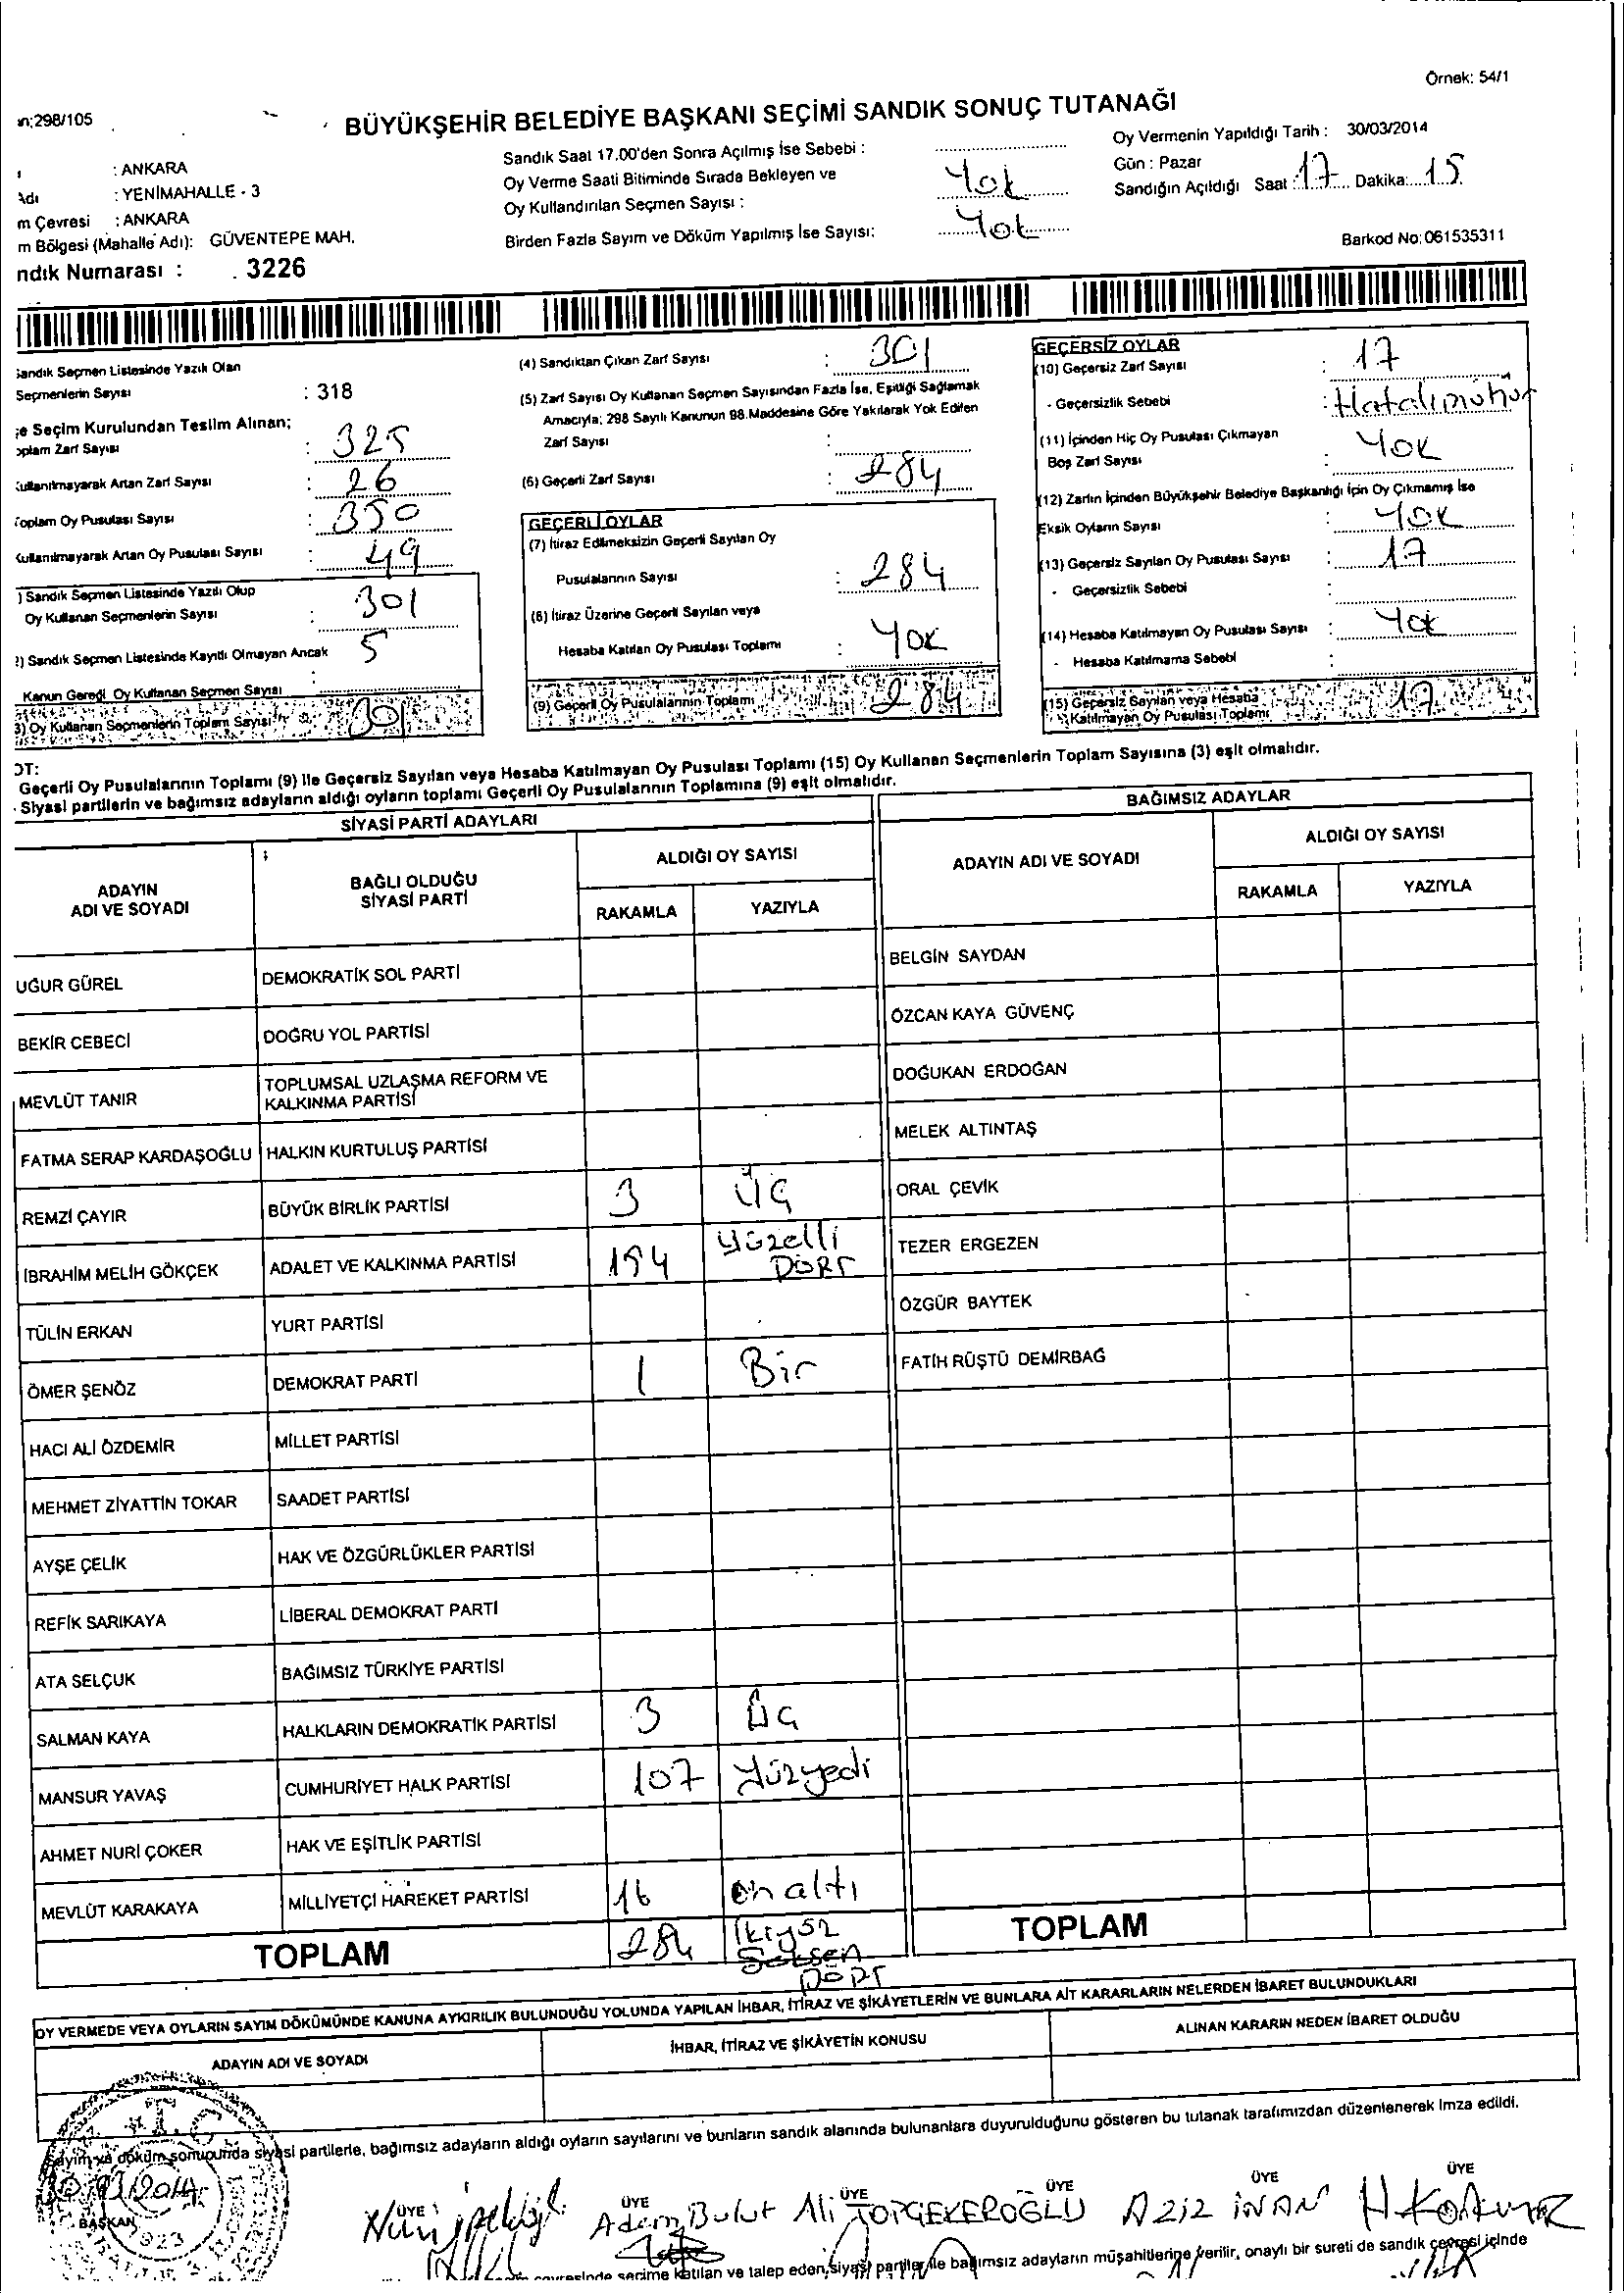 Örnek: 54/1
n;298/105
BÜYÜKŞEHİR BELEDİYE BAŞKANI SEÇİMİ SANDIK SONUÇ TUTANAĞI
: ANKARA
Adı : YENİMAHALLE - 3
m Çevresi : ANKARA
m Bölgesi (Mahalle Adı): GÜVENTEPE MAH.
ndık Numarası : 3226
Sandık Saat 17.00'den Sonra Açılmış İse Sebebi :
Oy Verme Saati Bitiminde Sırada Bekleyen ve
Oy Kullandırılan Seçmen Sayısı : Yok
Birden Fazla Sayım ve Döküm Yapılmış İse Sayısı: Yok
Oy Vermenin Yapıldığı Tarih : 30/03/2014
Gün : Pazar
Sandığın Açıldığı Saat : 17 Dakika: 15
Barkod No: 061535311
Sandık Seçmen Listesinde Yazılı Olan
Seçmenlerin Sayısı : 318
çe Seçim Kurulundan Teslim Alınan;
oplam Zarf Sayısı : 325
Kullanılmayarak Artan Zarf Sayısı : 26
Toplam Oy Pusulası Sayısı : 350
Kullanılmayarak Artan Oy Pusulası Sayısı : 49
) Sandık Seçmen Listesinde Yazılı Olup
Oy Kullanan Seçmenlerin Sayısı : 301
2) Sandık Seçmen Listesinde Kayıtlı Olmayan Ancak 5
Kanun Gereği Oy Kullanan Seçmen Sayısı :
3) Oy Kullanan Seçmenlerin Toplam Sayısı 301
(4) Sandıktan Çıkan Zarf Sayısı : 301
(5) Zarf Sayısı Oy Kullanan Seçmen Sayısından Fazla İse, Eşitliği Sağlamak
Amacıyla; 298 Sayılı Kanunun 98.Maddesine Göre Yakılarak Yok Edilen
Zarf Sayısı :
(6) Geçerli Zarf Sayısı : 284
GEÇERLİ OYLAR
(7) İtiraz Edilmeksizin Geçerli Sayılan Oy
Pusulalarının Sayısı : 284
(8) İtiraz Üzerine Geçerli Sayılan veya
Hesaba Katılan Oy Pusulası Toplamı : Yok
(9) Geçerli Oy Pusulalarının Toplamı 284
GEÇERSİZ OYLAR
(10) Geçersiz Zarf Sayısı : 17
- Geçersizlik Sebebi : Hatalı mühür
(11) İçinden Hiç Oy Pusulası Çıkmayan
Boş Zarf Sayısı : Yok
(12) Zarfın İçinden Büyükşehir Belediye Başkanlığı İçin Oy Çıkmamış İse
Eksik Oyların Sayısı : Yok
(13) Geçersiz Sayılan Oy Pusulası Sayısı : 17
- Geçersizlik Sebebi :
(14) Hesaba Katılmayan Oy Pusulası Sayısı : Yok
- Hesaba Katılmama Sebebi :
(15) Geçersiz Sayılan veya Hesaba
Katılmayan Oy Pusulası Toplamı 17
OT:
Geçerli Oy Pusulalarının Toplamı (9) İle Geçersiz Sayılan veya Hesaba Katılmayan Oy Pusulası Toplamı (15) Oy Kullanan Seçmenlerin Toplam Sayısına (3) eşit olmalıdır.
- Siyasi partilerin ve bağımsız adayların aldığı oyların toplamı Geçerli Oy Pusulalarının Toplamına (9) eşit olmalıdır.
SİYASİ PARTİ ADAYLARI
ADAYIN ADI VE SOYADI
BAĞLI OLDUĞU SİYASİ PARTİ
ALDIĞI OY SAYISI
RAKAMLA YAZIYLA
UĞUR GÜREL DEMOKRATİK SOL PARTİ
BEKİR CEBECİ DOĞRU YOL PARTİSİ
MEVLÜT TANIR TOPLUMSAL UZLAŞMA REFORM VE KALKINMA PARTİSİ
FATMA SERAP KARDAŞOĞLU HALKIN KURTULUŞ PARTİSİ
REMZİ ÇAYIR BÜYÜK BİRLİK PARTİSİ 3 Üç
İBRAHİM MELİH GÖKÇEK ADALET VE KALKINMA PARTİSİ 154 Yüzelli DÖRT
TÜLİN ERKAN YURT PARTİSİ
ÖMER ŞENÖZ DEMOKRAT PARTİ 1 Bir
HACI ALİ ÖZDEMİR MİLLET PARTİSİ
MEHMET ZİYATTİN TOKAR SAADET PARTİSİ
AYŞE ÇELİK HAK VE ÖZGÜRLÜKLER PARTİSİ
REFİK SARIKAYA LİBERAL DEMOKRAT PARTİ
ATA SELÇUK BAĞIMSIZ TÜRKİYE PARTİSİ
SALMAN KAYA HALKLARIN DEMOKRATİK PARTİSİ 3 Üç
MANSUR YAVAŞ CUMHURİYET HALK PARTİSİ 107 Yüzyedi
AHMET NURİ ÇOKER HAK VE EŞİTLİK PARTİSİ
MEVLÜT KARAKAYA MİLLİYETÇİ HAREKET PARTİSİ 16 on altı
TOPLAM 284 İkiyüz Seksen DÖRT
BAĞIMSIZ ADAYLAR
ADAYIN ADI VE SOYADI
ALDIĞI OY SAYISI
RAKAMLA YAZIYLA
BELGİN SAYDAN
ÖZCAN KAYA GÜVENÇ
DOĞUKAN ERDOĞAN
MELEK ALTINTAŞ
ORAL ÇEVİK
TEZER ERGEZEN
ÖZGÜR BAYTEK
FATİH RÜŞTÜ DEMİRBAĞ
TOPLAM
OY VERMEDE VEYA OYLARIN SAYIM DÖKÜMÜNDE KANUNA AYKIRILIK BULUNDUĞU YOLUNDA YAPILAN İHBAR, İTİRAZ VE ŞİKÂYETLERİN VE BUNLARA AİT KARARLARIN NELERDEN İBARET BULUNDUKLARI
ADAYIN ADI VE SOYADI
İHBAR, İTİRAZ VE ŞİKÂYETİN KONUSU
ALINAN KARARIN NEDEN İBARET OLDUĞU
Sayım ve döküm sonucunda siyasi partilerle, bağımsız adayların aldığı oyların sayılarını ve bunların sandık alanında bulunanlara duyurulduğunu gösteren bu tutanak tarafımızdan düzenlenerek imza edildi.
T.C.
BAŞKAN
ÜYE ÜYE ÜYE ÜYE ÜYE ÜYE
Adem Bulut Ali AZİZ İNAN
seçime katılan ve talep eden siyasi partiler ile bağımsız adayların müşahitlerine verilir, onaylı bir sureti de sandık çevresi içinde